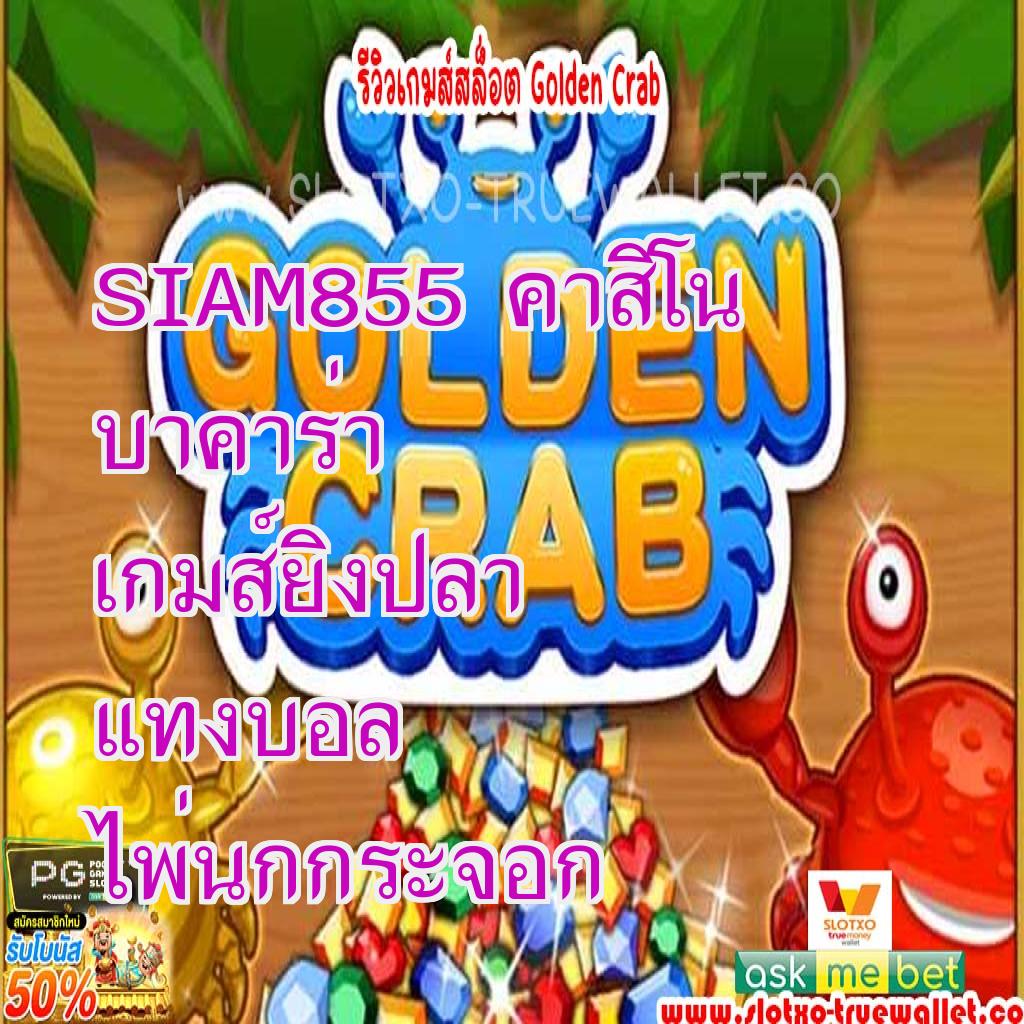 รีวิวเกมส์สล็อต Golden Crab
www.SLOTXO-TRUEWALLET.CO
GOLDEN
CRAB
SIAM855 คาสิโน
บาคาร่า
เกมส์ยิงปลา
แทงบอล
ไพ่นกกระจอก
PG
POWERED BY
สมัครสมาชิกใหม่
รับโบนัส
50%
SLOTXO
truemoney
wallet
ask me bet
www.slotxo-truewallet.co